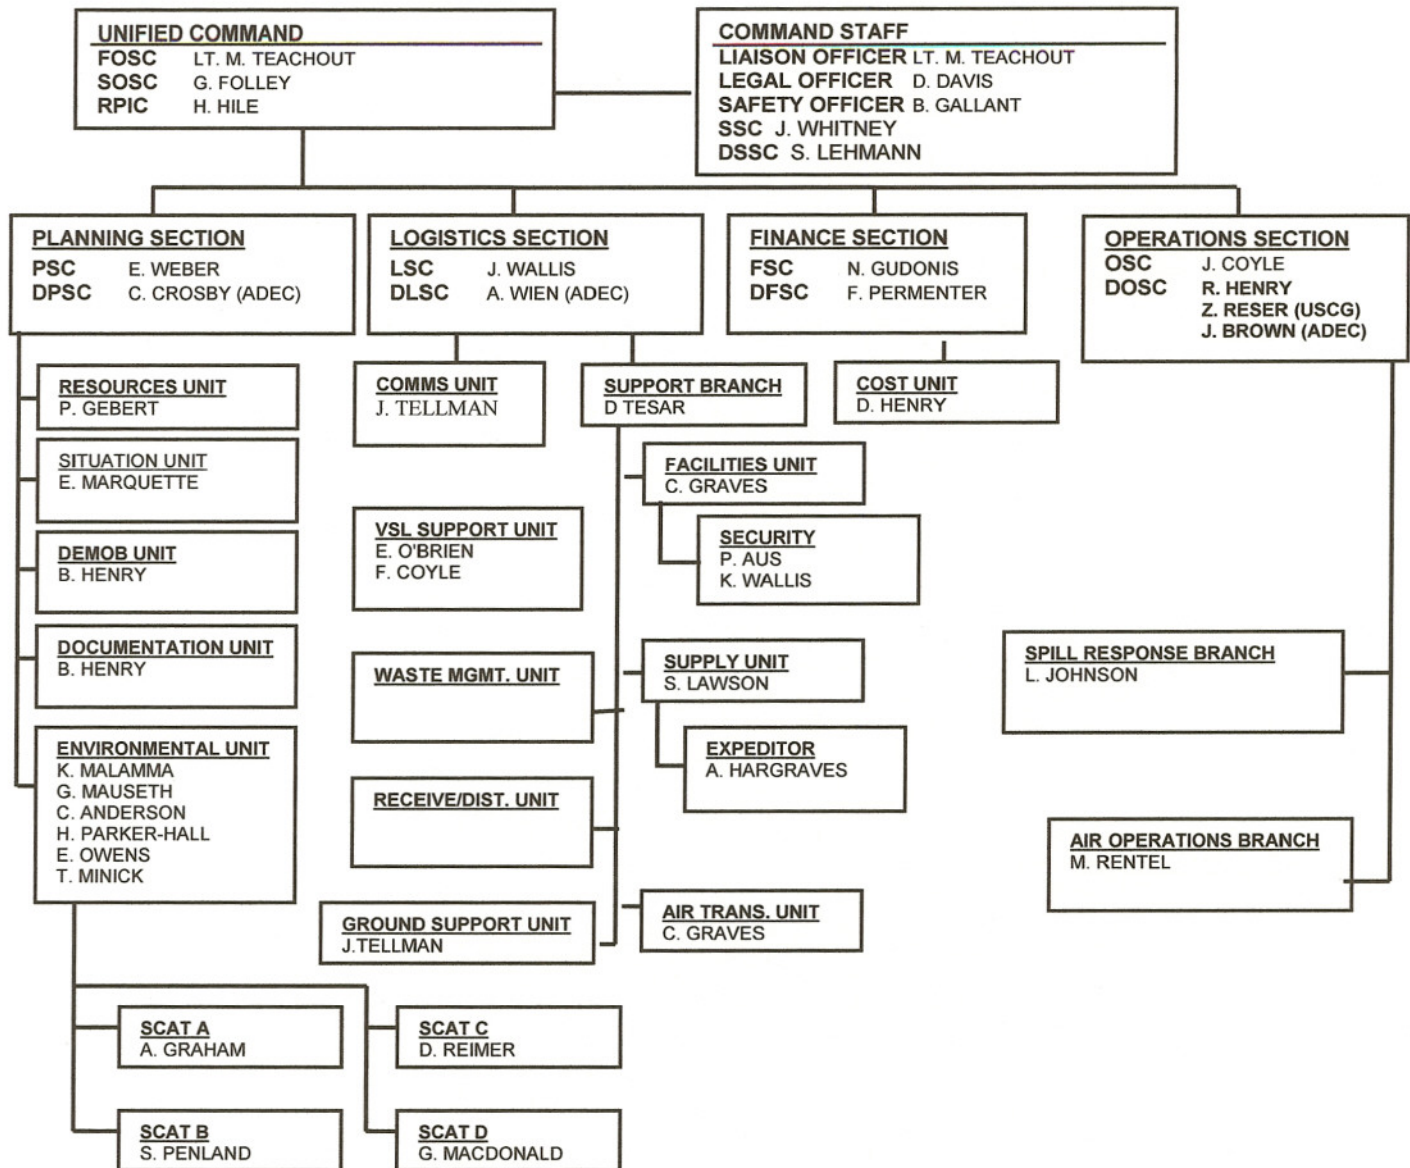 UNIFIED COMMAND
FOSC LT. M. TEACHOUT
SOSC G. FOLLEY
RPIC H. HILE
COMMAND STAFF
LIAISON OFFICER LT. M. TEACHOUT
LEGAL OFFICER D. DAVIS
SAFETY OFFICER B. GALLANT
SSC J. WHITNEY
DSSC S. LEHMANN
PLANNING SECTION
PSC E. WEBER
DPSC C. CROSBY (ADEC)
LOGISTICS SECTION
LSC J. WALLIS
DLSC A. WIEN (ADEC)
FINANCE SECTION
FSC N. GUDONIS
DFSC F. PERMENTER
OPERATIONS SECTION
OSC J. COYLE
DOSC R. HENRY
Z. RESER (USCG)
J. BROWN (ADEC)
RESOURCES UNIT
P. GEBERT
SITUATION UNIT
E. MARQUETTE
DEMOB UNIT
B. HENRY
DOCUMENTATION UNIT
B. HENRY
ENVIRONMENTAL UNIT
K. MALAMMA
G. MAUSETH
C. ANDERSON
H. PARKER-HALL
E. OWENS
T. MINICK
COMMS UNIT
J. TELLMAN
SUPPORT BRANCH
D TESAR
COST UNIT
D. HENRY
VSL SUPPORT UNIT
E. O'BRIEN
F. COYLE
WASTE MGMT. UNIT
RECEIVE/DIST. UNIT
GROUND SUPPORT UNIT
J.TELLMAN
FACILITIES UNIT
C. GRAVES
SECURITY
P. AUS
K. WALLIS
SUPPLY UNIT
S. LAWSON
EXPEDITOR
A. HARGRAVES
AIR TRANS. UNIT
C. GRAVES
SPILL RESPONSE BRANCH
L. JOHNSON
AIR OPERATIONS BRANCH
M. RENTEL
SCAT A
A. GRAHAM
SCAT C
D. REIMER
SCAT B
S. PENLAND
SCAT D
G. MACDONALD